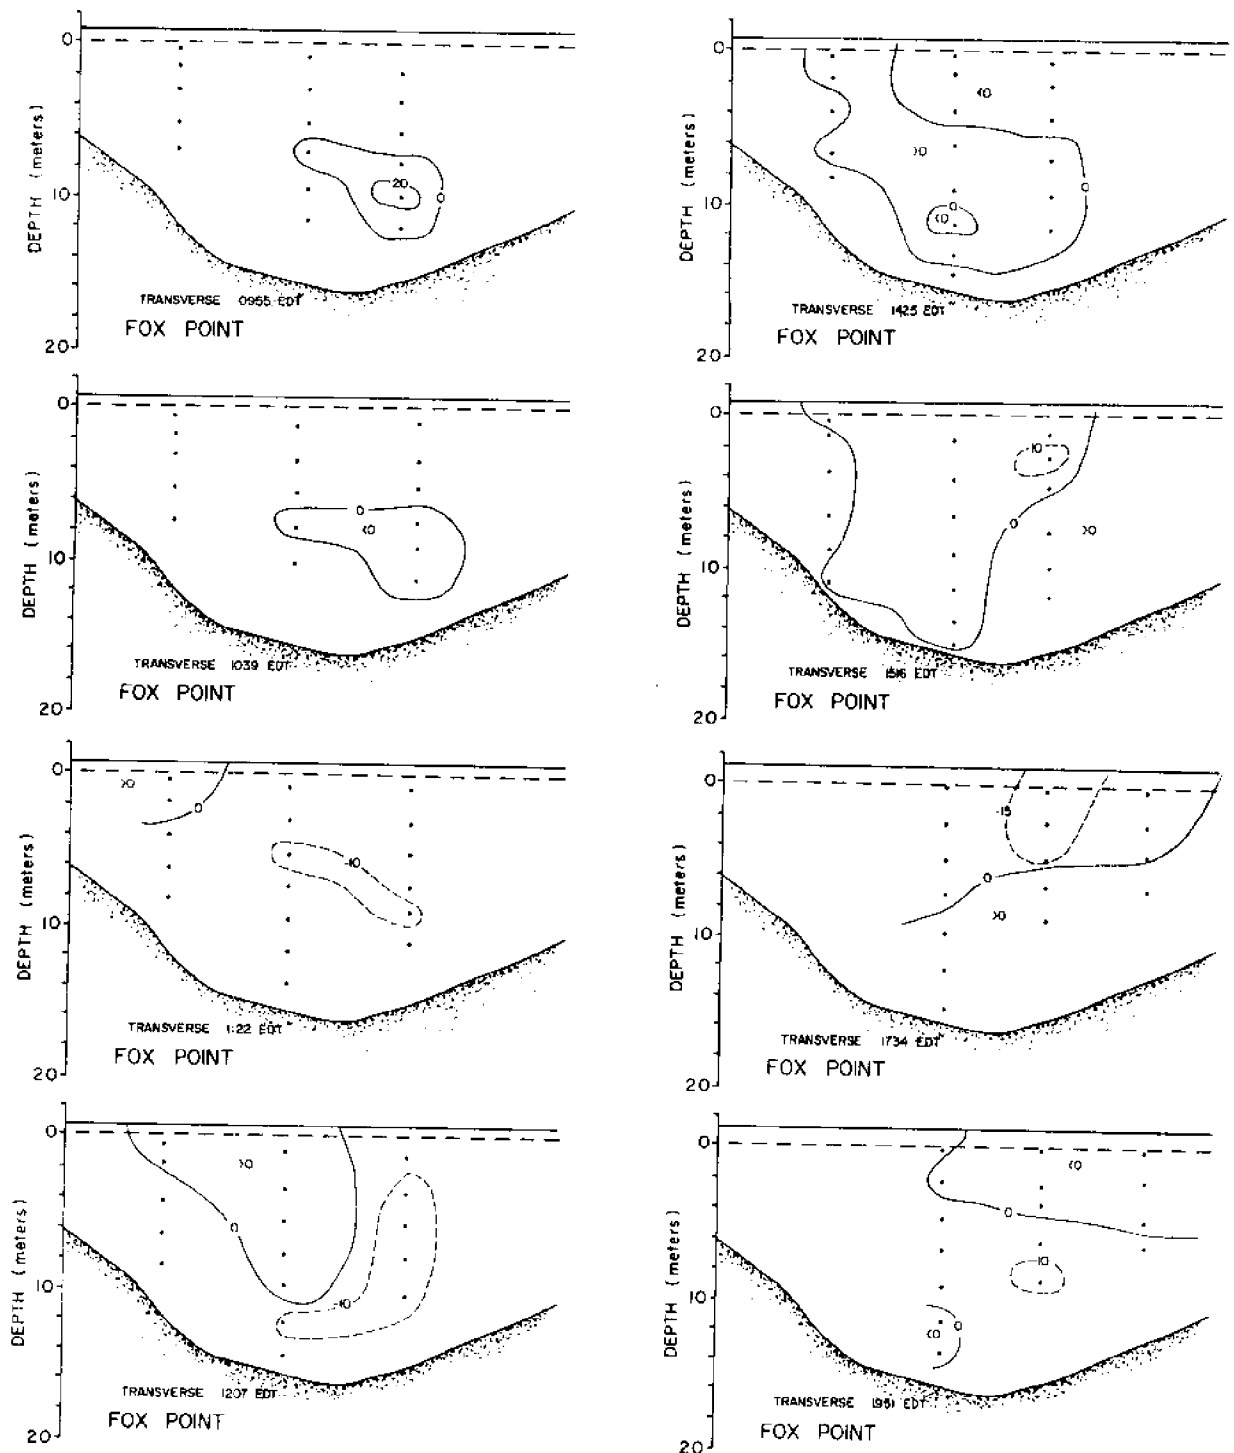 0
DEPTH (meters)
10
20
20
0
TRANSVERSE 0955 EDT
FOX POINT
0
DEPTH (meters)
10
20
0
<0
TRANSVERSE 1039 EDT
FOX POINT
0
DEPTH (meters)
10
20
>0
0
-10
TRANSVERSE 1:22 EDT
FOX POINT
0
DEPTH (meters)
10
20
>0
0
-10
TRANSVERSE 1207 EDT
FOX POINT
0
DEPTH (meters)
10
20
<0
>0
0
0
<0
TRANSVERSE 1425 EDT
FOX POINT
0
DEPTH (meters)
10
20
0
TRANSVERSE 1516 EDT
FOX POINT
0
DEPTH (meters)
10
20
-15
0
>0
TRANSVERSE 1734 EDT
FOX POINT
0
DEPTH (meters)
10
20
<0
0
10
0
<0
TRANSVERSE 1951 EDT
FOX POINT